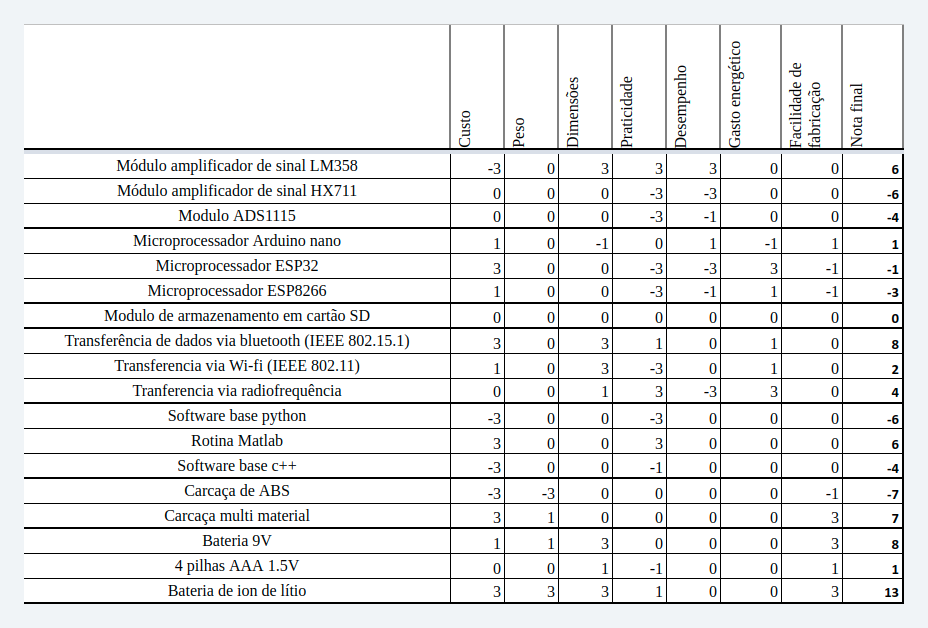 Custo Peso Dimensões Praticidade Desempenho Gasto energético Facilidade de fabricação Nota final
Módulo amplificador de sinal LM358 -3 0 3 3 3 0 0 6
Módulo amplificador de sinal HX711 0 0 0 -3 -3 0 0 -6
Modulo ADS1115 0 0 0 -3 -1 0 0 -4
Microprocessador Arduino nano 1 0 -1 0 1 -1 1 1
Microprocessador ESP32 3 0 0 -3 -3 3 -1 -1
Microprocessador ESP8266 1 0 0 -3 -1 1 -1 -3
Modulo de armazenamento em cartão SD 0 0 0 0 0 0 0 0
Transferência de dados via bluetooth (IEEE 802.15.1) 3 0 3 1 0 1 0 8
Transferencia via Wi-fi (IEEE 802.11) 1 0 3 -3 0 1 0 2
Tranferencia via radiofrequência 0 0 1 3 -3 3 0 4
Software base python -3 0 0 -3 0 0 0 -6
Rotina Matlab 3 0 0 3 0 0 0 6
Software base c++ -3 0 0 -1 0 0 0 -4
Carcaça de ABS -3 -3 0 0 0 0 -1 -7
Carcaça multi material 3 1 0 0 0 0 3 7
Bateria 9V 1 1 3 0 0 0 3 8
4 pilhas AAA 1.5V 0 0 1 -1 0 0 1 1
Bateria de ion de lítio 3 3 3 1 0 0 3 13